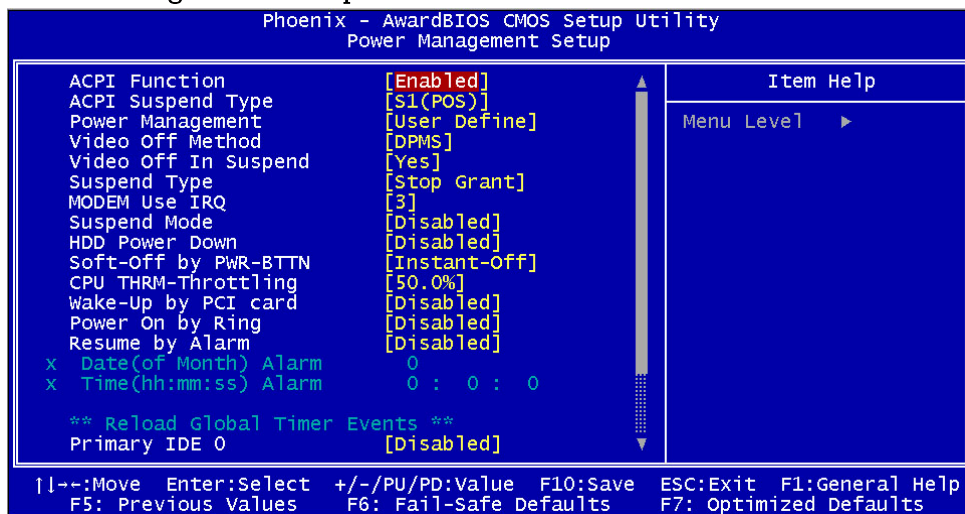 Phoenix - AwardBIOS CMOS Setup Utility
Power Management Setup
ACPI Function [Enabled]
ACPI Suspend Type [S1(POS)]
Power Management [User Define]
Video Off Method [DPMS]
Video Off In Suspend [Yes]
Suspend Type [Stop Grant]
MODEM Use IRQ [3]
Suspend Mode [Disabled]
HDD Power Down [Disabled]
Soft-Off by PWR-BTTN [Instant-Off]
CPU THRM-Throttling [50.0%]
Wake-Up by PCI card [Disabled]
Power On by Ring [Disabled]
Resume by Alarm [Disabled]
x Date(of Month) Alarm 0
x Time(hh:mm:ss) Alarm 0 : 0 : 0
** Reload Global Timer Events **
Primary IDE 0 [Disabled]
Item Help
Menu Level ►
↑↓→←:Move Enter:Select +/-/PU/PD:Value F10:Save ESC:Exit F1:General Help
F5: Previous Values F6: Fail-Safe Defaults F7: Optimized Defaults